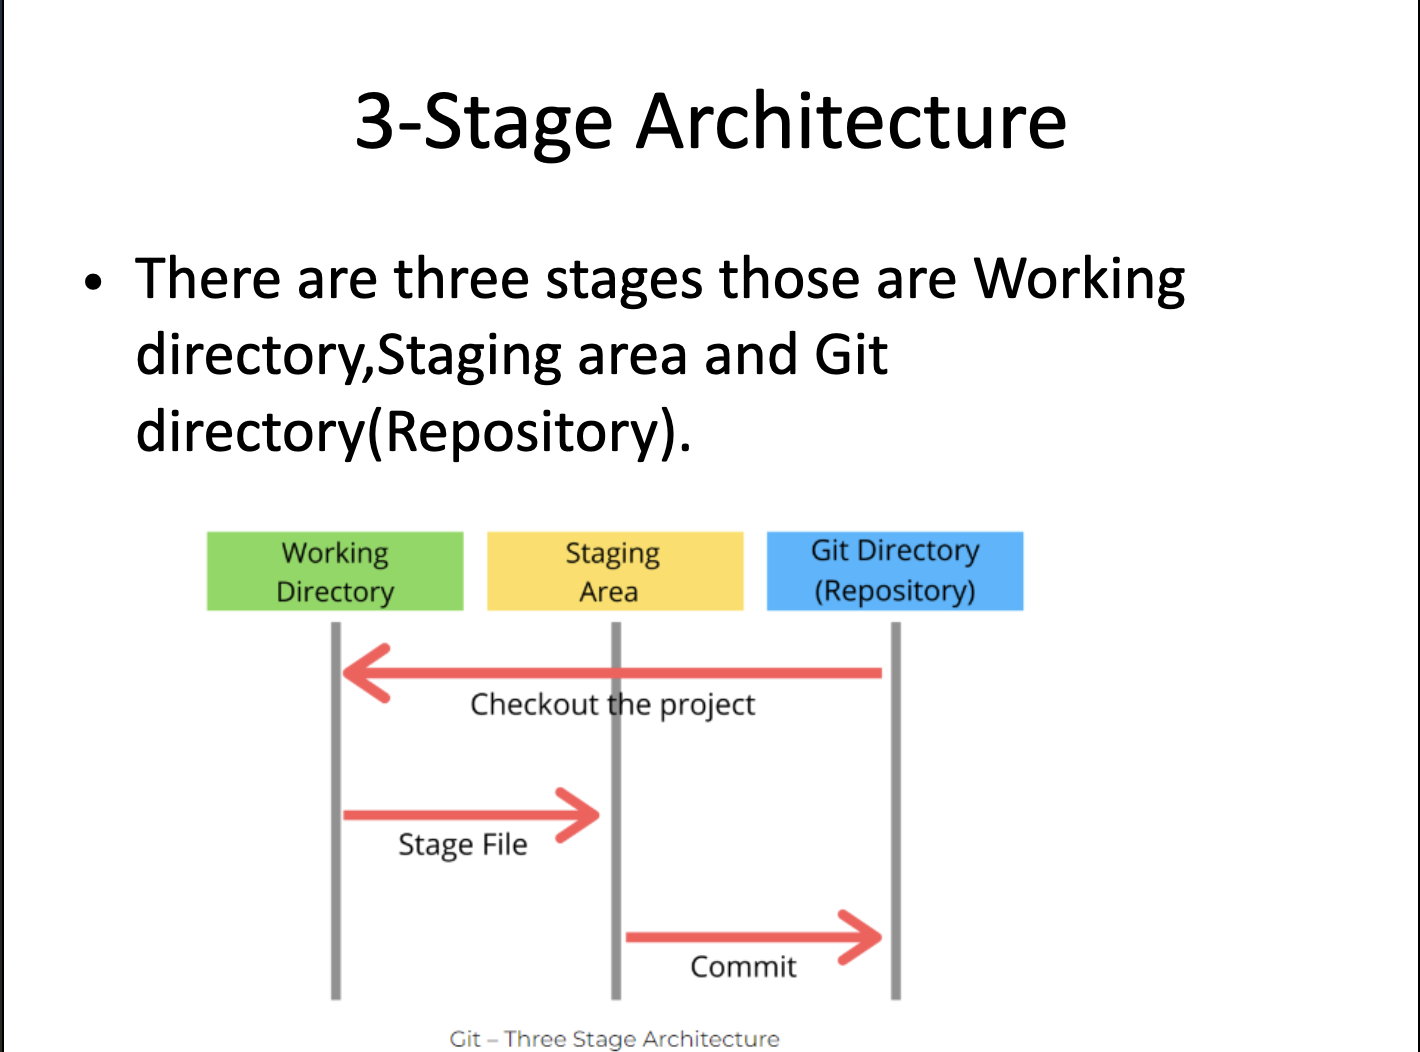 3-Stage Architecture
• There are three stages those are Working
directory,Staging area and Git
directory(Repository).
Working
Directory
Staging
Area
Git Directory
(Repository)
Checkout the project
Stage File
Commit
Git – Three Stage Architecture